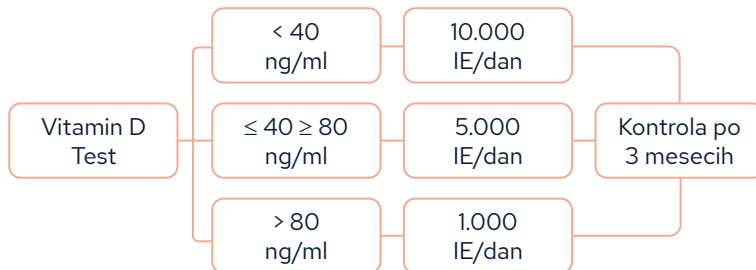 Vitamin D
Test
< 40
ng/ml
10.000
IE/dan
≤ 40 ≥ 80
ng/ml
5.000
IE/dan
> 80
ng/ml
1.000
IE/dan
Kontrola po
3 mesecih